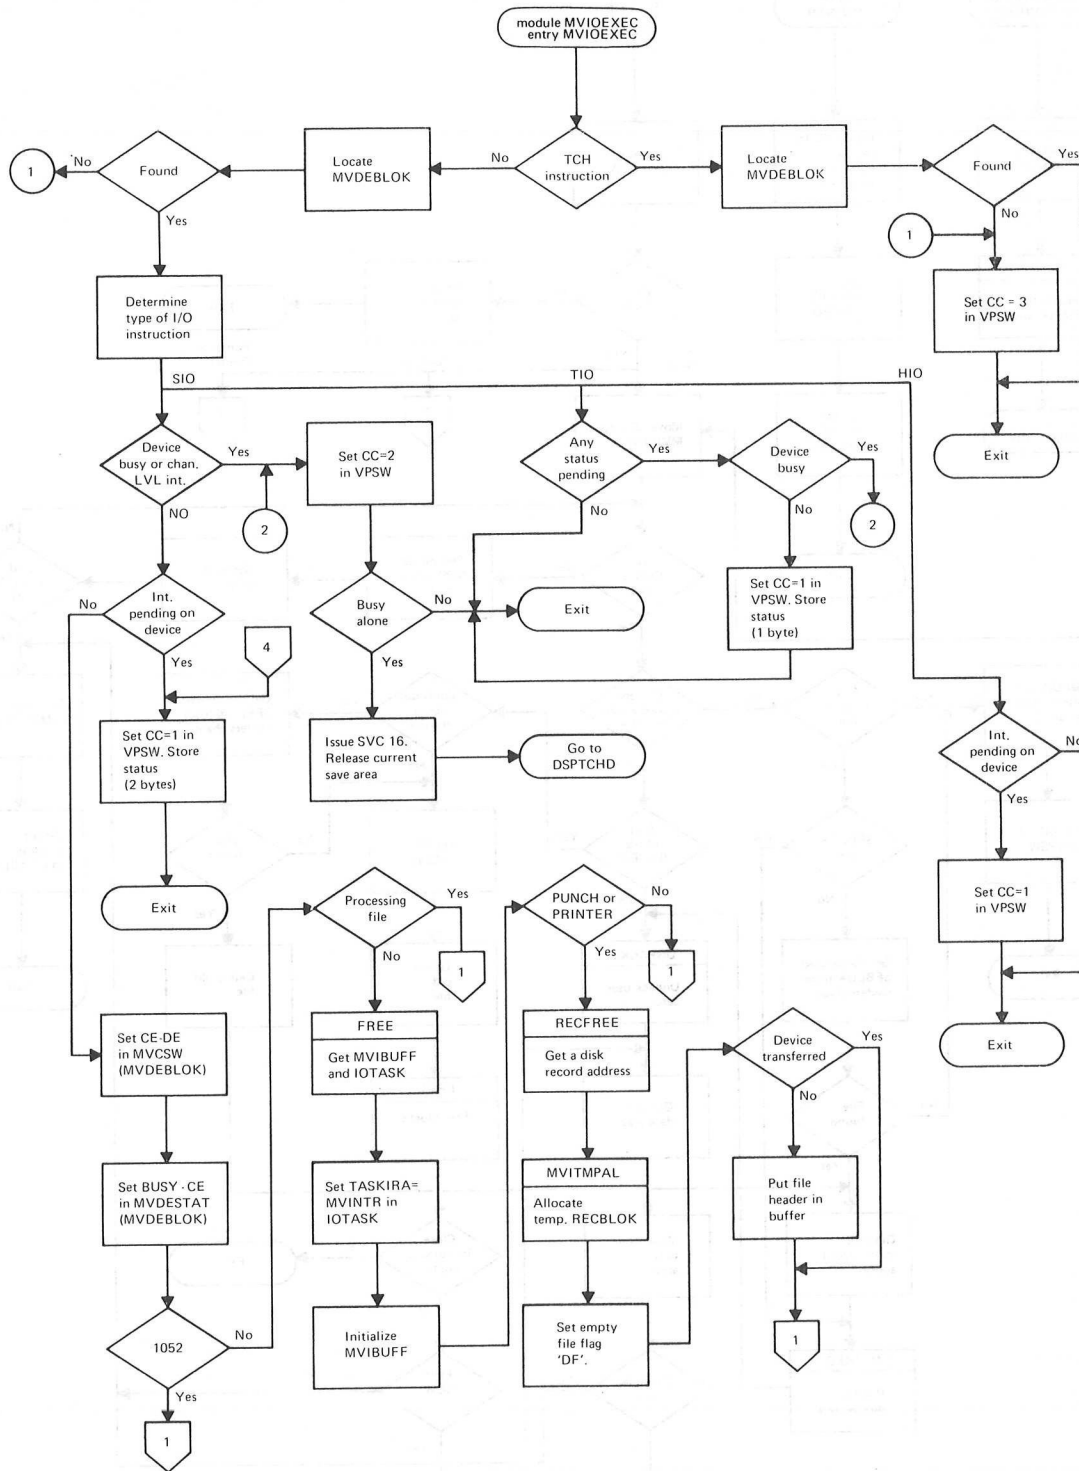 module MVIOEXEC
entry MVIOEXEC
TCH
instruction
No
Yes
Locate
MVDEBLOK
Found
No
1
Yes
Locate
MVDEBLOK
Found
Yes
No
1
Set CC = 3
in VPSW
Exit
Determine
type of I/O
instruction
SIO
TIO
HIO
Device
busy or chan.
LVL int.
Yes
NO
2
Set CC=2
in VPSW
Any
status
pending
Yes
No
Device
busy
Yes
2
No
Set CC=1 in
VPSW. Store
status
(1 byte)
Int.
pending on
device
No
Yes
4
Busy
alone
No
Yes
Exit
Set CC=1 in
VPSW. Store
status
(2 bytes)
Exit
Issue SVC 16.
Release current
save area
Go to
DSPTCHD
Int.
pending on
device
No
Yes
Set CC=1
in VPSW
Exit
Processing
file
Yes
1
No
PUNCH or
PRINTER
No
1
Yes
Set CE-DE
in MVCSW
(MVDEBLOK)
FREE
Get MVIBUFF
and IOTASK
RECFREE
Get a disk
record address
Device
transferred
Yes
No
Set BUSY - CE
in MVDESTAT
(MVDEBLOK)
Set TASKIRA=
MVINTR in
IOTASK
MVITMPAL
Allocate
temp. RECBLOK
Put file
header in
buffer
1052
No
Yes
1
Initialize
MVIBUFF
Set empty
file flag
'DF'.
1